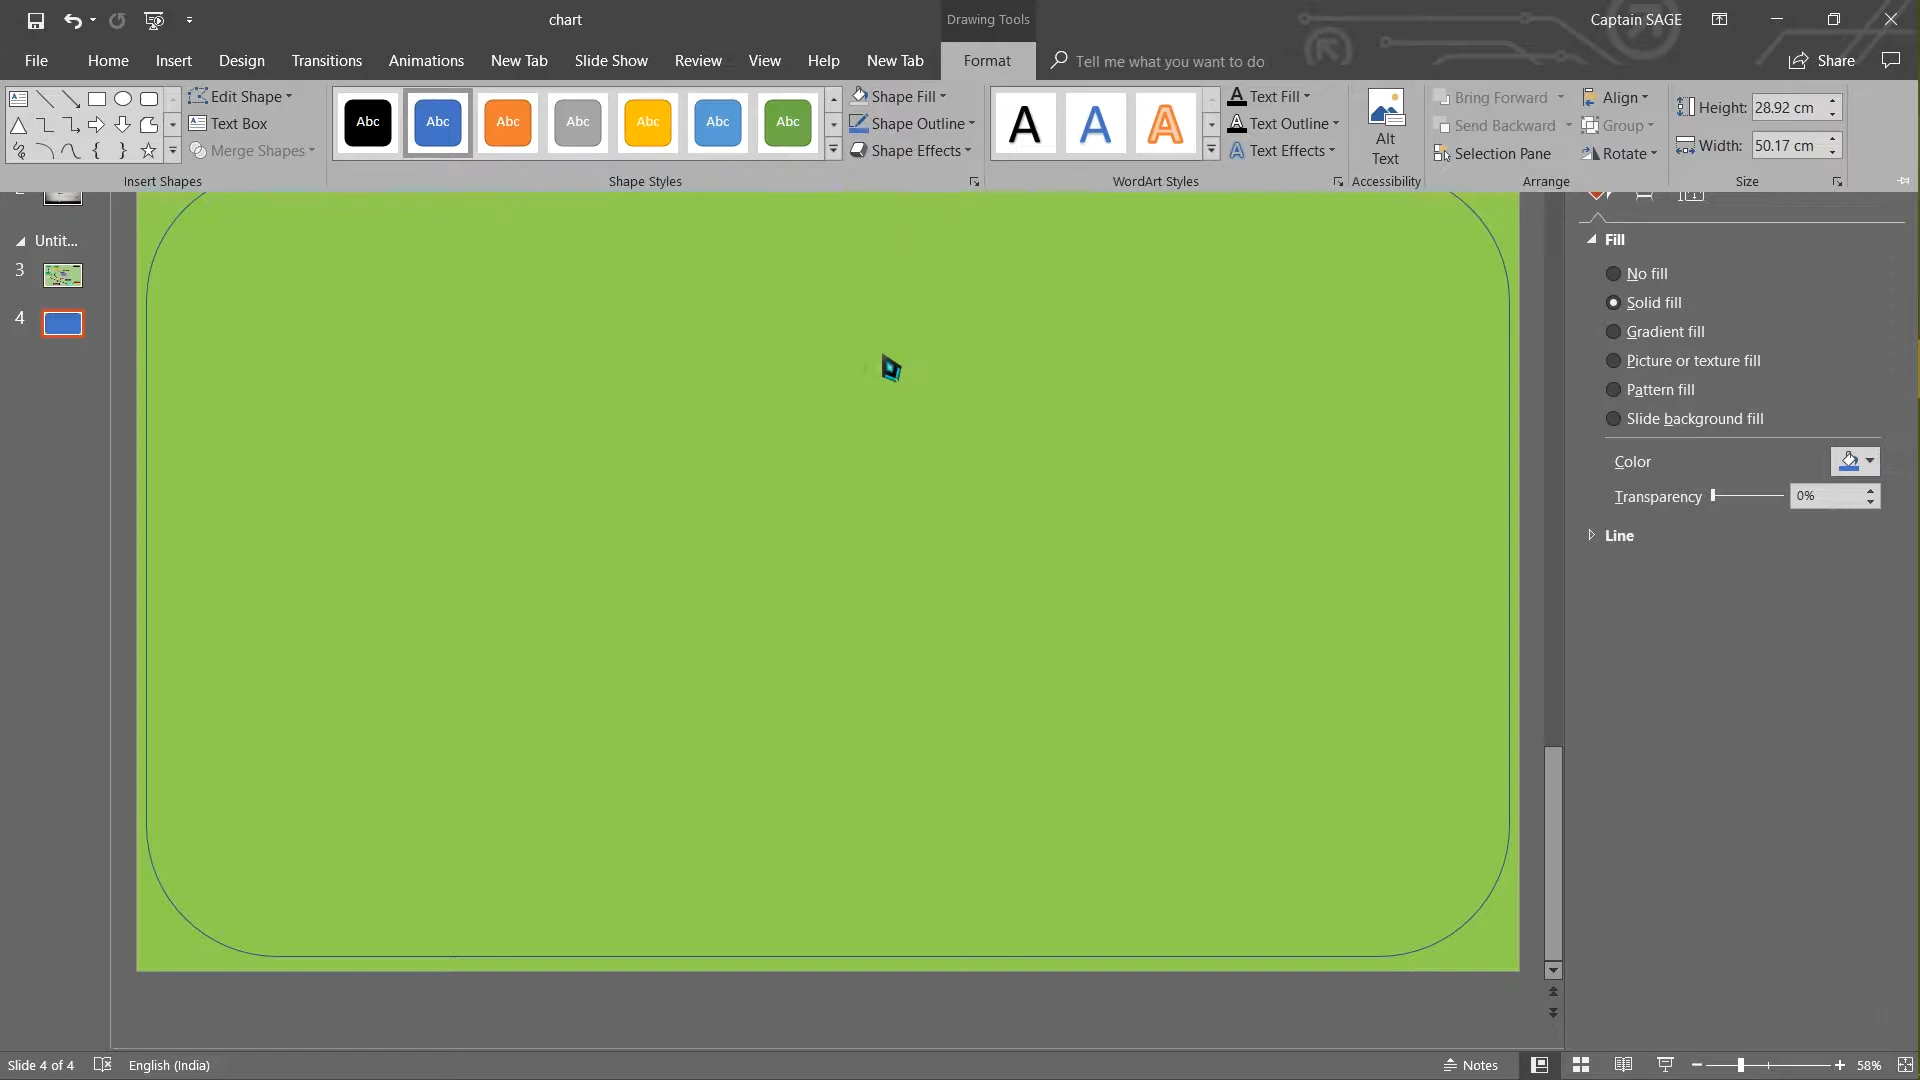 chart
Drawing Tools
Captain SAGE
File Home Insert Design Transitions Animations New Tab Slide Show Review View Help New Tab Format Tell me what you want to do Share
Edit Shape
Text Box
Merge Shapes
Insert Shapes
Abc Abc Abc Abc Abc Abc Abc
Shape Fill
Shape Outline
Shape Effects
Shape Styles
A A A
Text Fill
Text Outline
Text Effects
WordArt Styles
Alt
Text
Accessibility
Bring Forward
Send Backward
Selection Pane
Align
Group
Rotate
Arrange
Height: 28.92 cm
Width: 50.17 cm
Size
Untit...
3
4
Fill
No fill
Solid fill
Gradient fill
Picture or texture fill
Pattern fill
Slide background fill
Color
Transparency 0%
Line
Slide 4 of 4 English (India) Notes 58%